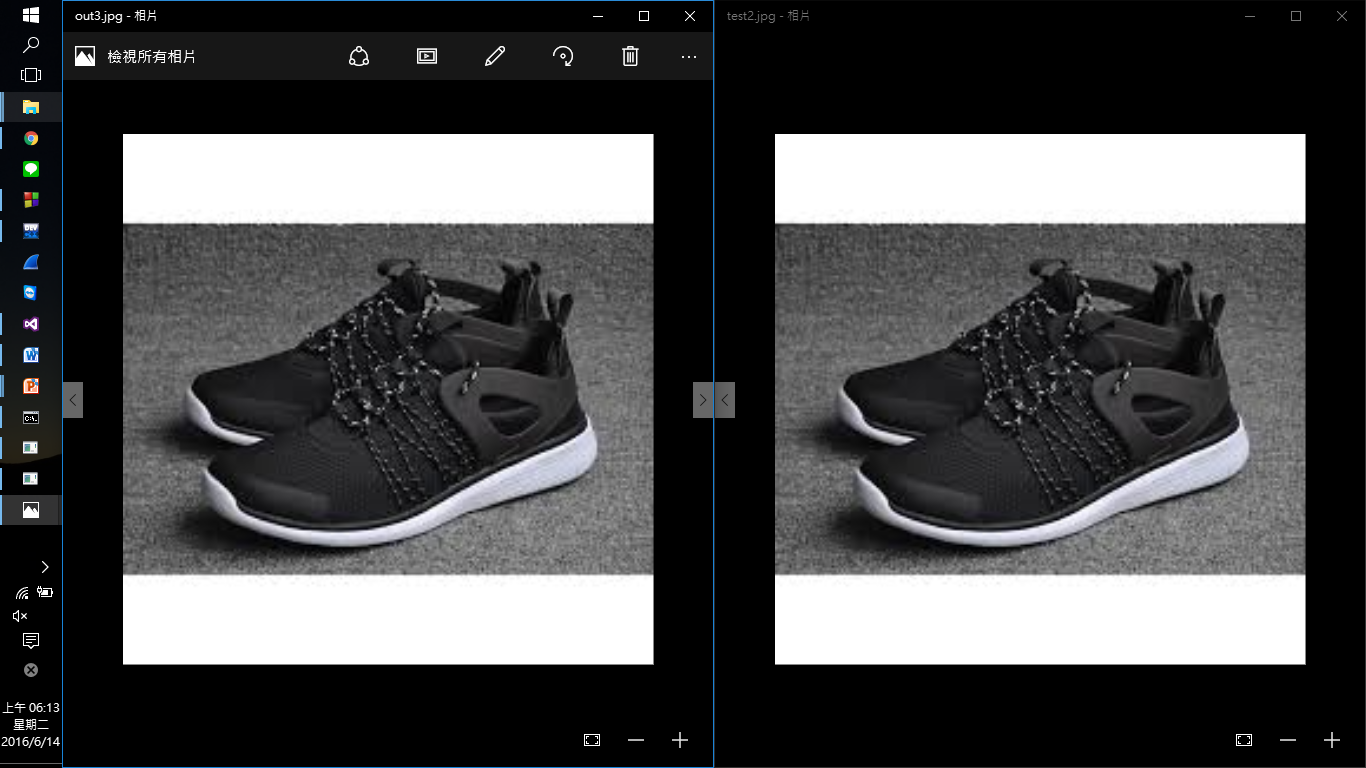 out3.jpg - 相片
test2.jpg - 相片
檢視所有相片
上午 06:13
星期二
2016/6/14